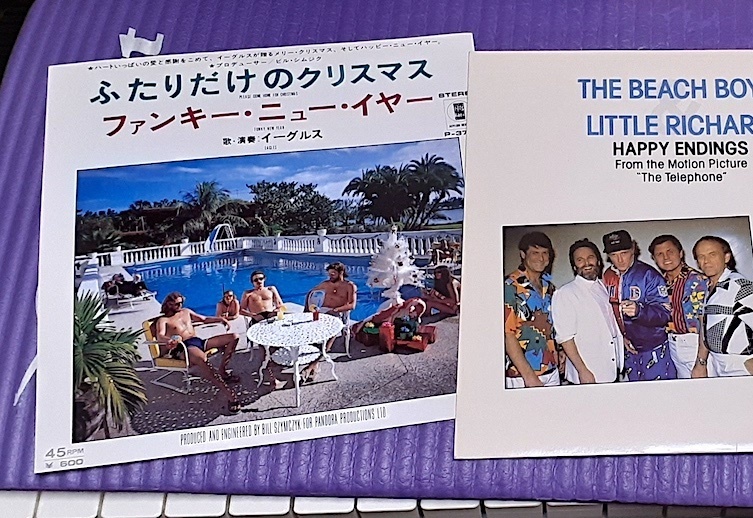 ★ハートいっぱいの愛と感謝をこめて、イーグルスが贈るメリー・クリスマス、そしてハッピー・ニュー・イヤー。
★プロデューサー/ビル・シムジク
ふたりだけのクリスマス
PLEASE COME HOME FOR CHRISTMAS
ファンキー・ニュー・イヤー
FUNKY NEW YEAR
歌・演奏:イーグルス
EAGLES
STERE
P-37
PRODUCED AND ENGINEERED BY BILL SZYMCZYK FOR PANDORA PRODUCTIONS LTD
45 RPM
¥ 600
THE BEACH BOY
LITTLE RICHAR
HAPPY ENDINGS
From the Motion Picture
"The Telephone"